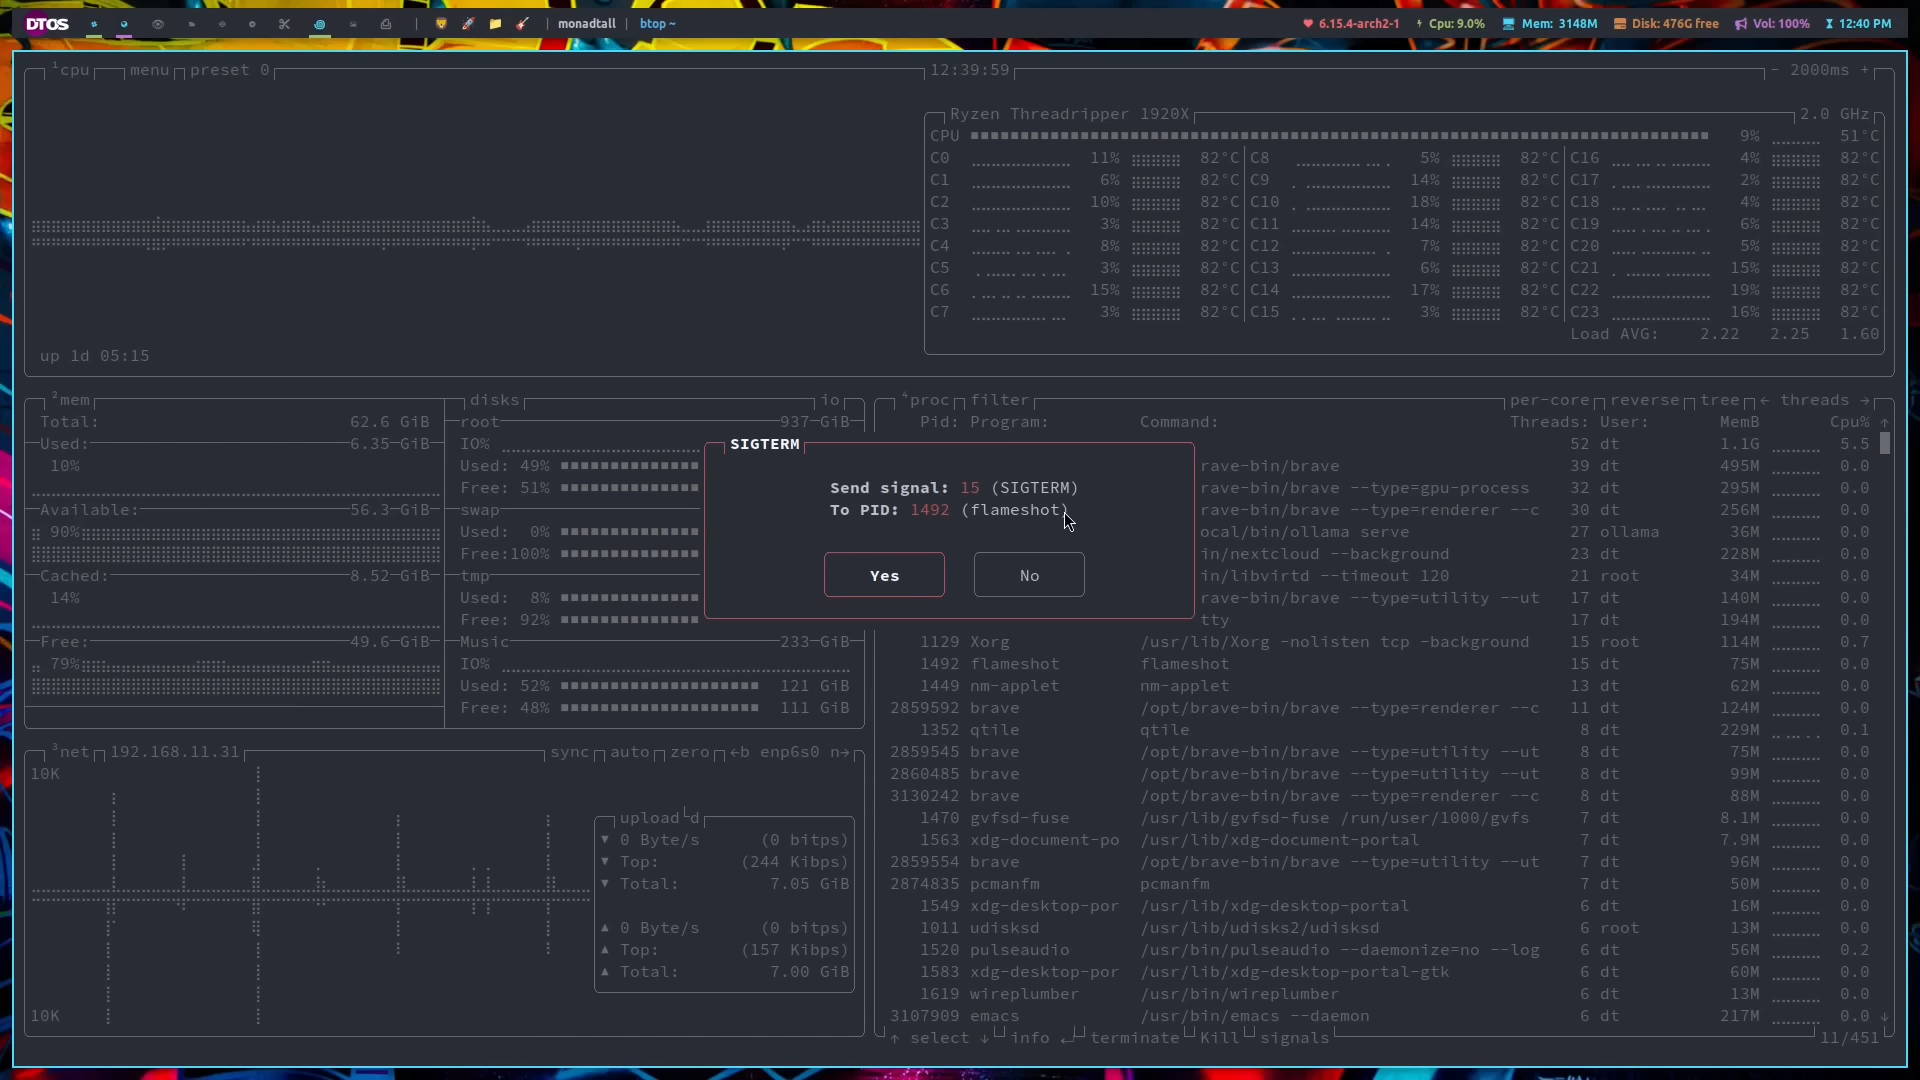 DTOS | monadtall | btop ~ 6.15.4-arch2-1 Cpu: 9.0% Mem: 3148M Disk: 476G free Vol: 100% 12:40 PM
¹cpu menu preset 0 12:39:59 - 2000ms +
Ryzen Threadripper 1920X 2.0 GHz
CPU 9% 51°C
C0 11% 82°C C8 5% 82°C C16 4% 82°C
C1 6% 82°C C9 14% 82°C C17 2% 82°C
C2 10% 82°C C10 18% 82°C C18 4% 82°C
C3 3% 82°C C11 14% 82°C C19 6% 82°C
C4 8% 82°C C12 7% 82°C C20 5% 82°C
C5 3% 82°C C13 6% 82°C C21 15% 82°C
C6 15% 82°C C14 17% 82°C C22 19% 82°C
C7 3% 82°C C15 3% 82°C C23 16% 82°C
Load AVG: 2.22 2.25 1.60
up 1d 05:15
²mem
Total: 62.6 GiB
Used: 6.35 GiB
10%
Available: 56.3 GiB
90%
Cached: 8.52 GiB
14%
Free: 49.6 GiB
79%
disks io
root 937 GiB
IO%
Used: 49%
Free: 51%
swap
Used: 0%
Free:100%
tmp
Used: 8%
Free: 92%
Music 233 GiB
IO%
Used: 52% 121 GiB
Free: 48% 111 GiB
SIGTERM
Send signal: 15 (SIGTERM)
To PID: 1492 (flameshot)
Yes No
³net 192.168.11.31 sync auto zero ←b enp6s0 n→
10K
upload d
▼ 0 Byte/s (0 bitps)
▼ Top: (244 Kibps)
▼ Total: 7.05 GiB
▲ 0 Byte/s (0 bitps)
▲ Top: (157 Kibps)
▲ Total: 7.00 GiB
10K
⁴proc filter per-core reverse tree ← threads →
Pid: Program: Command: Threads: User: MemB Cpu% ↑
52 dt 1.1G 5.5
rave-bin/brave 39 dt 495M 0.0
rave-bin/brave --type=gpu-process 32 dt 295M 0.0
rave-bin/brave --type=renderer --c 30 dt 256M 0.0
ocal/bin/ollama serve 27 ollama 36M 0.0
in/nextcloud --background 23 dt 228M 0.0
in/libvirtd --timeout 120 21 root 34M 0.0
rave-bin/brave --type=utility --ut 17 dt 140M 0.0
tty 17 dt 194M 0.0
1129 Xorg /usr/lib/Xorg -nolisten tcp -background 15 root 114M 0.7
1492 flameshot flameshot 15 dt 75M 0.0
1449 nm-applet nm-applet 13 dt 62M 0.0
2859592 brave /opt/brave-bin/brave --type=renderer --c 11 dt 124M 0.0
1352 qtile qtile 8 dt 229M 0.1
2859545 brave /opt/brave-bin/brave --type=utility --ut 8 dt 75M 0.0
2860485 brave /opt/brave-bin/brave --type=utility --ut 8 dt 99M 0.0
3130242 brave /opt/brave-bin/brave --type=renderer --c 8 dt 88M 0.0
1470 gvfsd-fuse /usr/lib/gvfsd-fuse /run/user/1000/gvfs 7 dt 8.1M 0.0
1563 xdg-document-po /usr/lib/xdg-document-portal 7 dt 7.9M 0.0
2859554 brave /opt/brave-bin/brave --type=utility --ut 7 dt 96M 0.0
2874835 pcmanfm pcmanfm 7 dt 50M 0.0
1549 xdg-desktop-por /usr/lib/xdg-desktop-portal 6 dt 16M 0.0
1011 udisksd /usr/lib/udisks2/udisksd 6 root 13M 0.0
1520 pulseaudio /usr/bin/pulseaudio --daemonize=no --log 6 dt 56M 0.2
1583 xdg-desktop-por /usr/lib/xdg-desktop-portal-gtk 6 dt 60M 0.0
1619 wireplumber /usr/bin/wireplumber 6 dt 13M 0.0
3107909 emacs /usr/bin/emacs --daemon 6 dt 217M 0.0 ↓
↑ select ↓ info ↵ terminate Kill signals 11/451